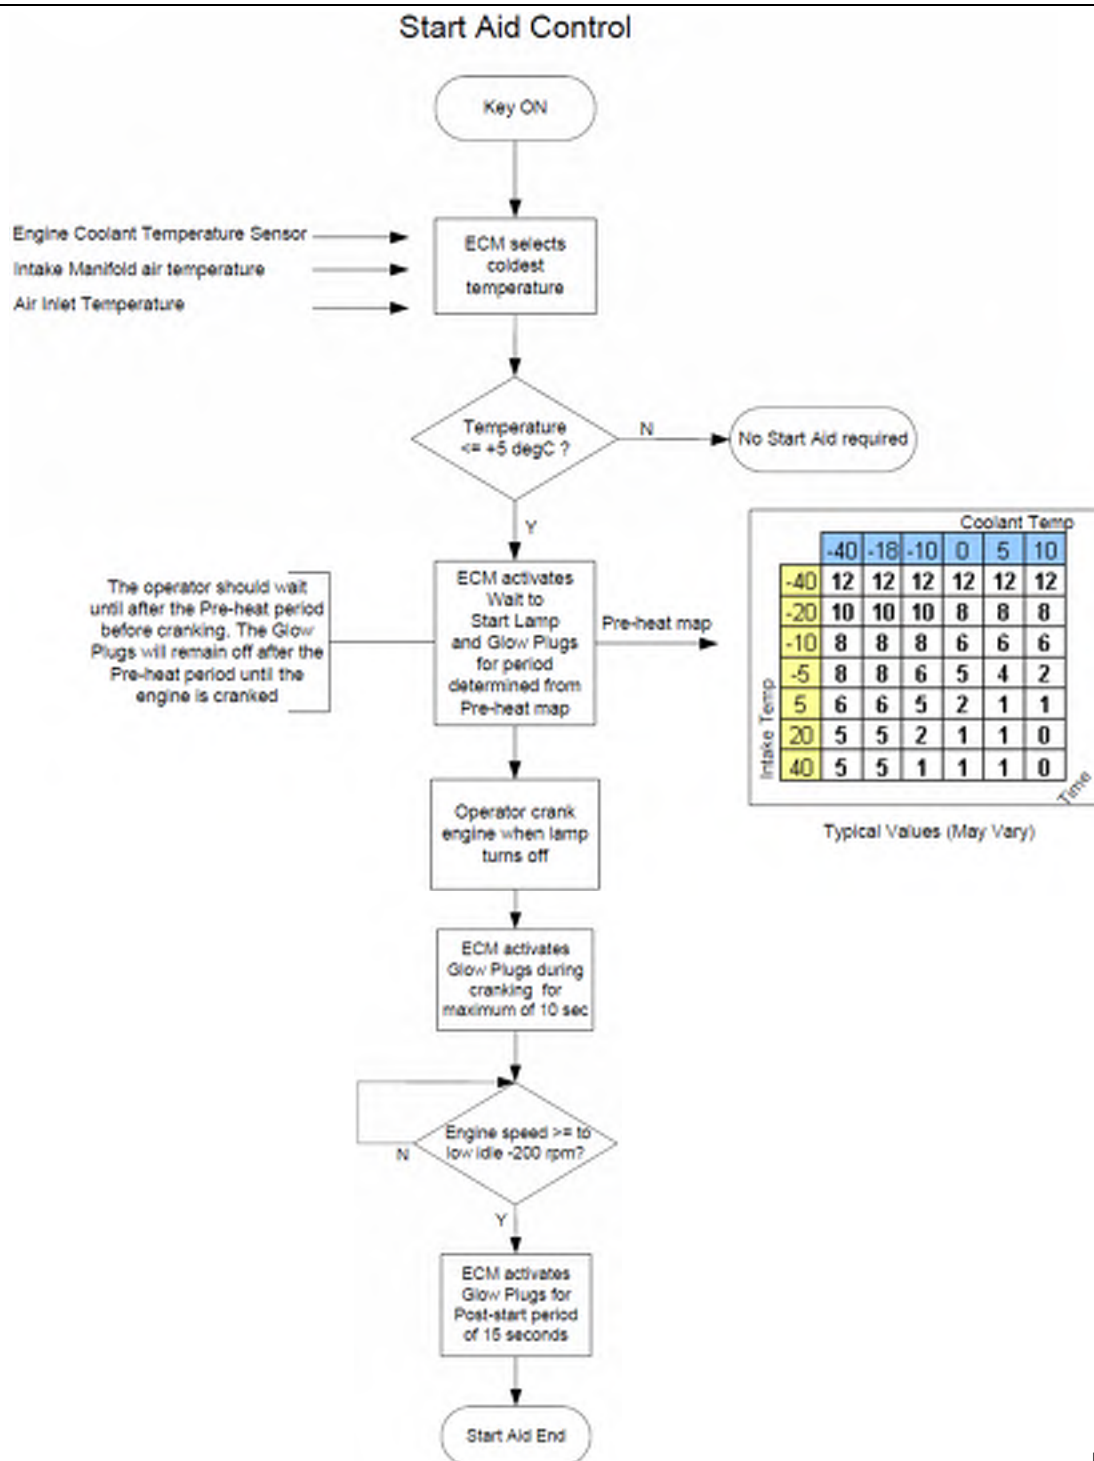 Start Aid Control
Key ON
Engine Coolant Temperature Sensor
Intake Manifold air temperature
Air Inlet Temperature
ECM selects
coldest
temperature
Temperature
<= +5 degC ?
N
No Start Aid required
Y
The operator should wait
until after the Pre-heat period
before cranking. The Glow
Plugs will remain off after the
Pre-heat period until the
engine is cranked
ECM activates
Wait to
Start Lamp
and Glow Plugs
for period
determined from
Pre-heat map
Pre-heat map
Coolant Temp
-40 -18 -10 0 5 10
-40 12 12 12 12 12 12
-20 10 10 10 8 8 8
-10 8 8 8 6 6 6
-5 8 8 6 5 4 2
5 6 6 5 2 1 1
20 5 5 2 1 1 0
40 5 5 1 1 1 0
Intake Temp
Time
Typical Values (May Vary)
Operator crank
engine when lamp
turns off
ECM activates
Glow Plugs during
cranking for
maximum of 10 sec
Engine speed >= to
low idle -200 rpm?
N
Y
ECM activates
Glow Plugs for
Post-start period
of 15 seconds
Start Aid End